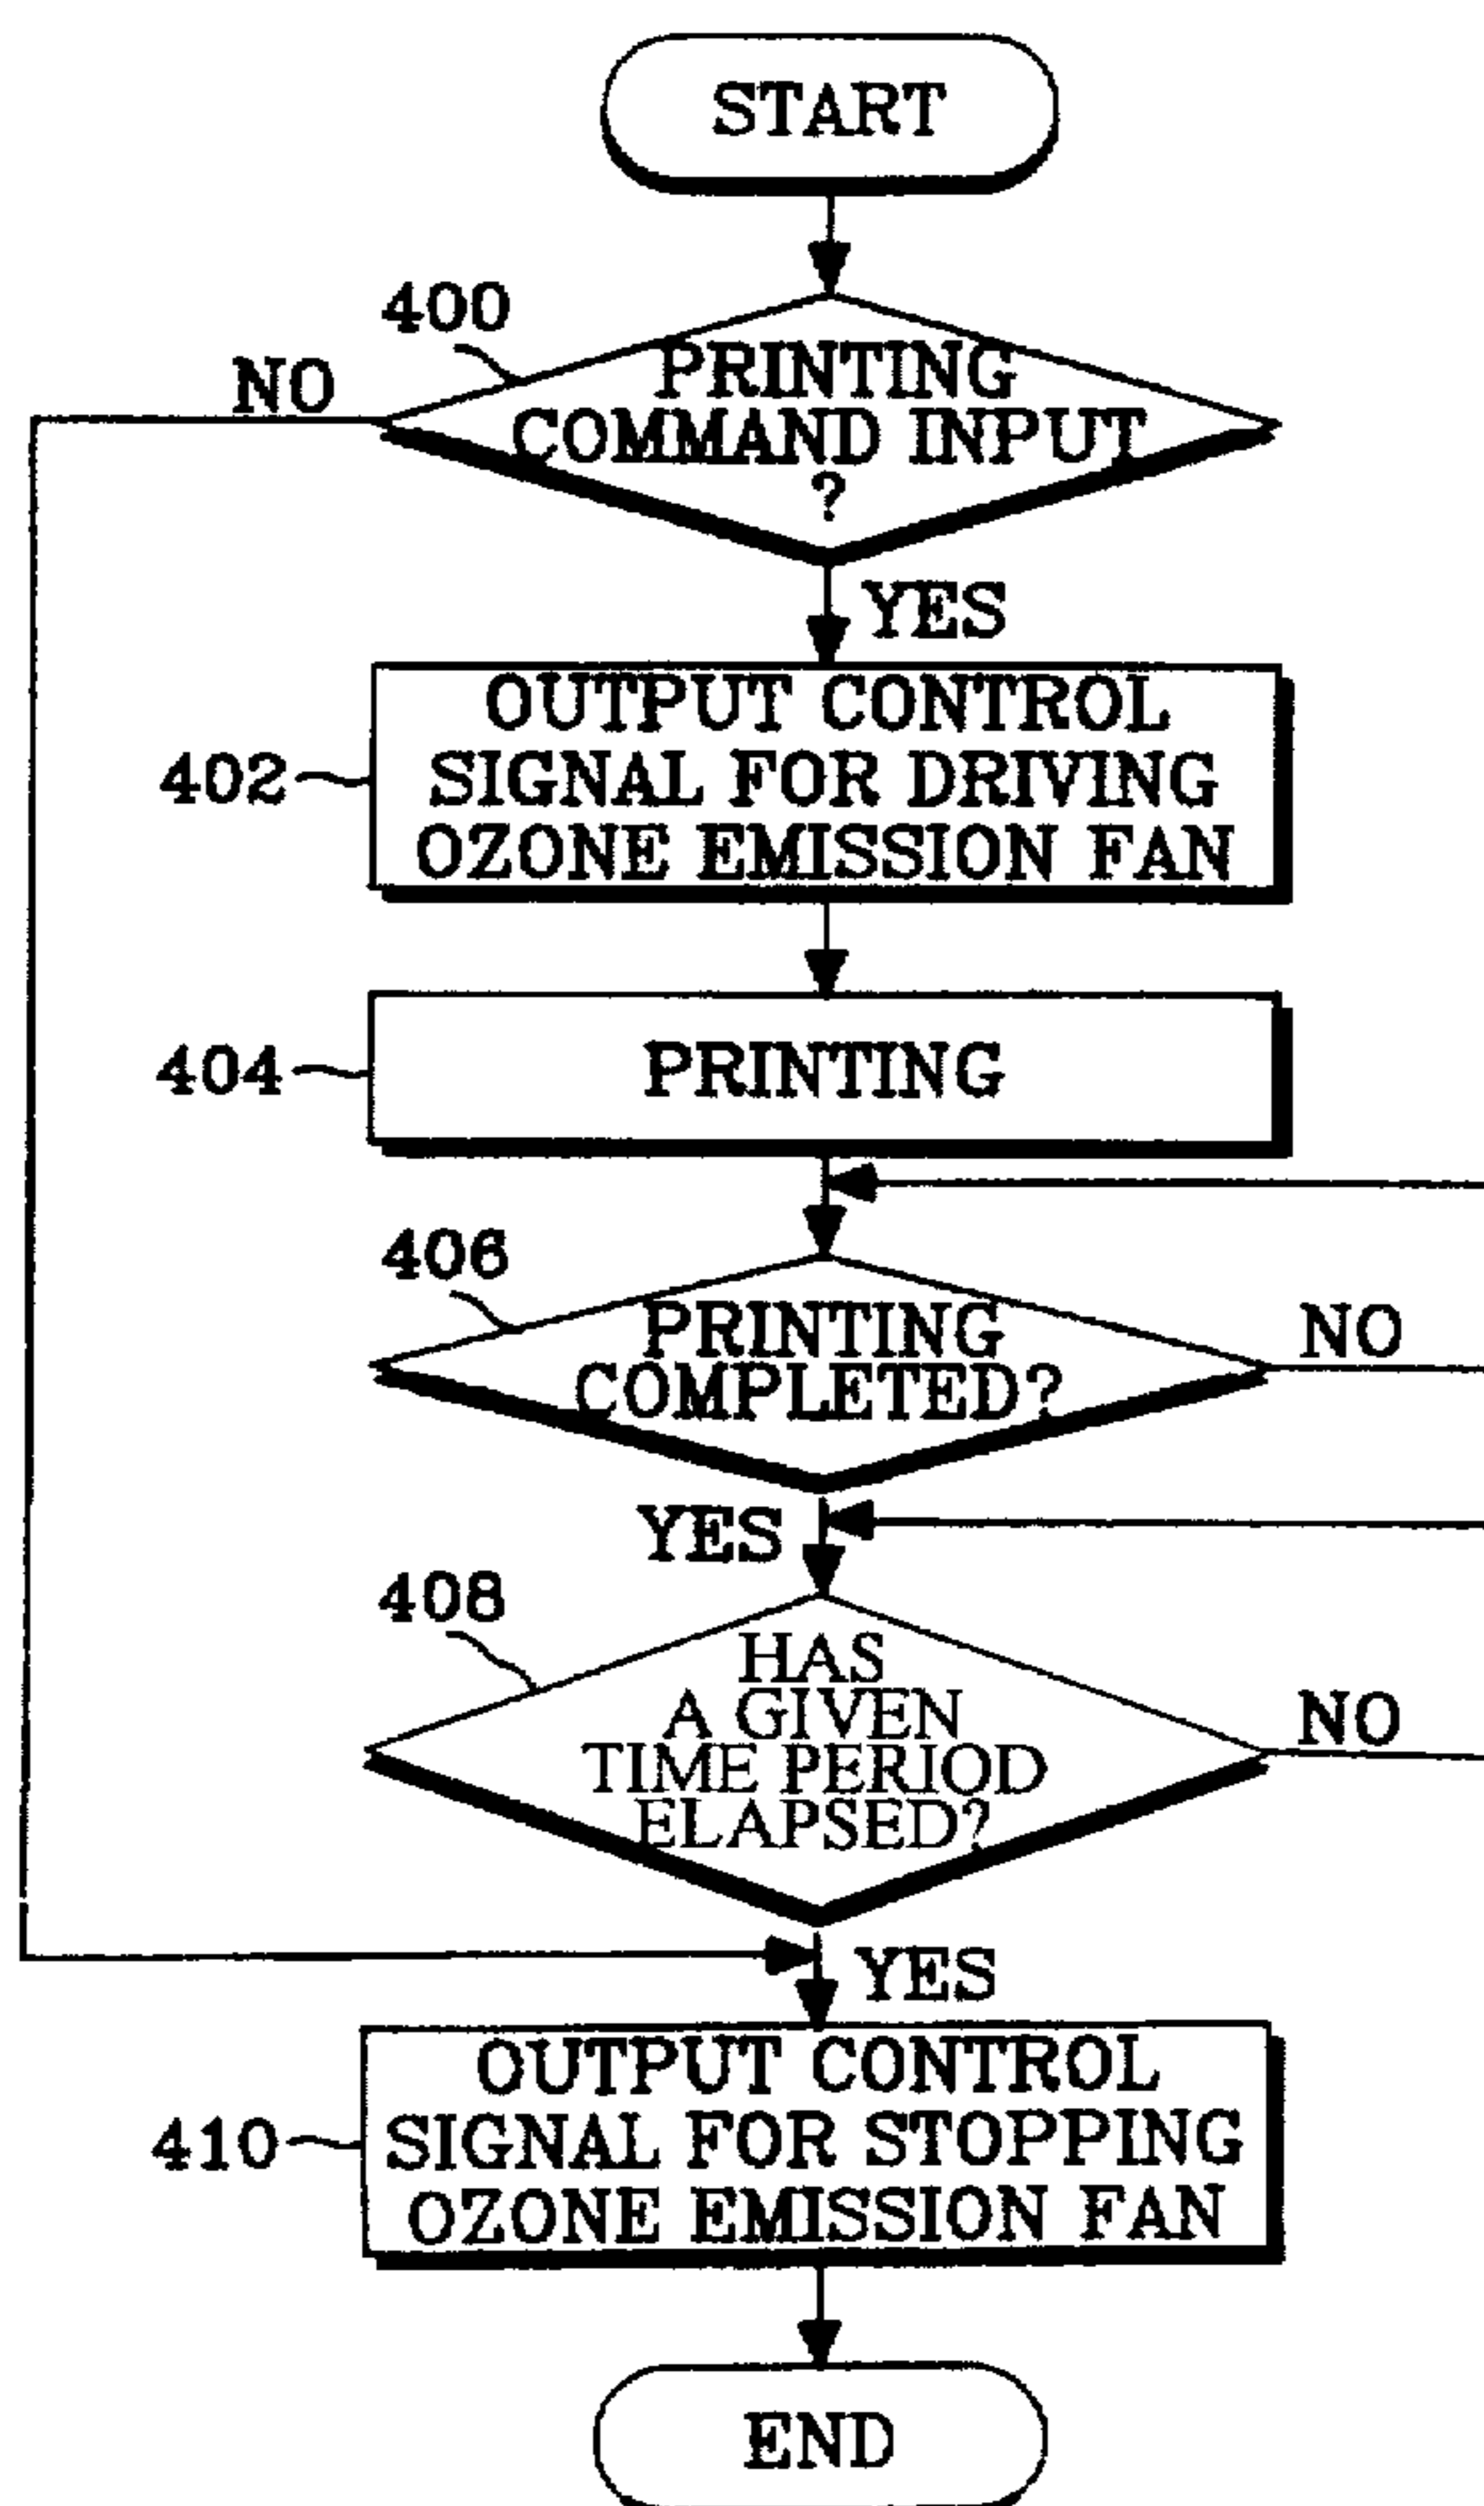 START
400
NO
PRINTING
COMMAND INPUT
?
YES
402
OUTPUT CONTROL
SIGNAL FOR DRIVING
OZONE EMISSION FAN
404
PRINTING
406
PRINTING
COMPLETED?
NO
YES
408
HAS
A GIVEN
TIME PERIOD
ELAPSED?
NO
YES
410
OUTPUT CONTROL
SIGNAL FOR STOPPING
OZONE EMISSION FAN
END